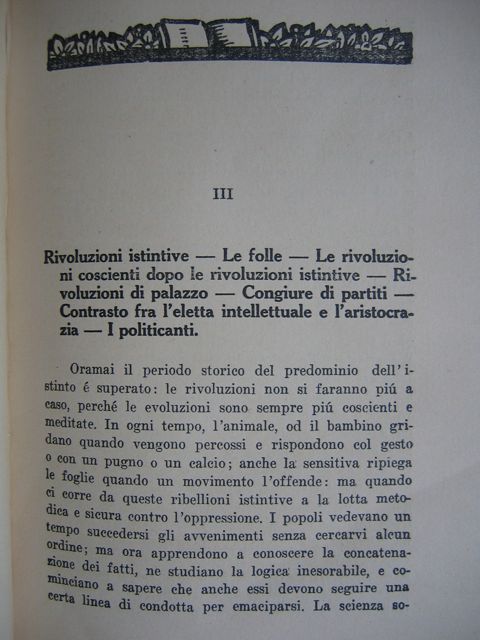 III
Rivoluzioni istintive — Le folle — Le rivoluzio-
ni coscienti dopo le rivoluzioni istintive — Ri-
voluzioni di palazzo — Congiure di partiti —
Contrasto fra l'eletta intellettuale e l'aristocra-
zia — I politicanti.
Oramai il periodo storico del predominio dell'i-
stinto é superato: le rivoluzioni non si faranno piú a
caso, perché le evoluzioni sono sempre piú coscienti e
meditate. In ogni tempo, l'animale, od il bambino gri-
dano quando vengono percossi e rispondono col gesto
o con un pugno o un calcio; anche la sensitiva ripiega
le foglie quando un movimento l'offende: ma quando
ci corre da queste ribellioni istintive a la lotta meto-
dica e sicura contro l'oppressione. I popoli vedevano un
tempo succedersi gli avvenimenti senza cercarvi alcun
ordine; ma ora apprendono a conoscere la concatena-
zione dei fatti, ne studiano la logica inesorabile, e co-
minciano a sapere che anche essi devono seguire una
certa linea di condotta per emaciparsi. La scienza so-